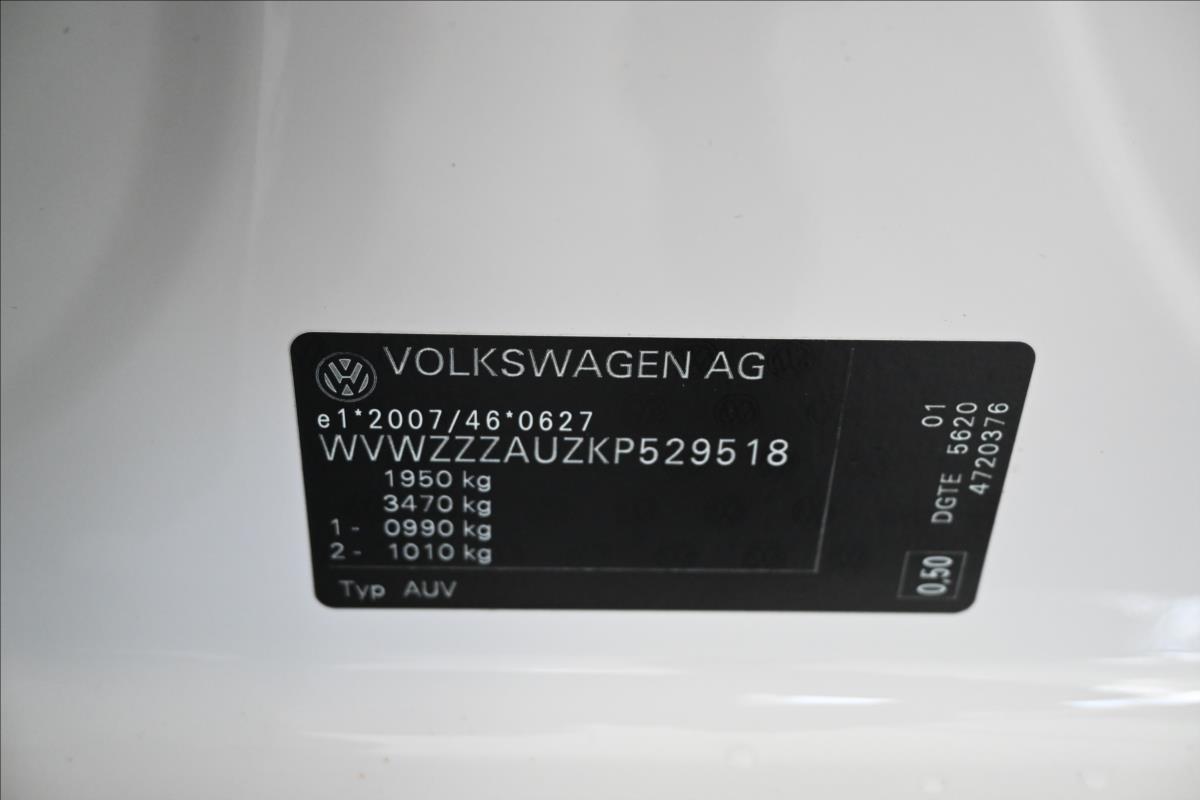 VOLKSWAGEN AG
e1*2007/46*0627
WVWZZZAUZKP529518
1950 kg
3470 kg
1 - 0990 kg
2 - 1010 kg
Typ AUV
01
DGTE 5620
4720376
0,50